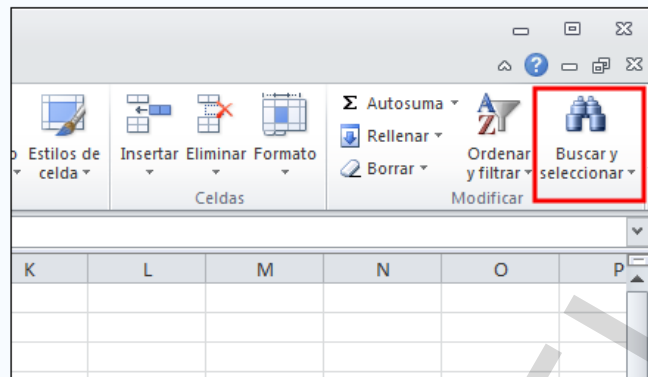 Σ Autosuma
Rellenar
Borrar
o Estilos de
celda
Insertar Eliminar Formato
Ordenar
y filtrar
Buscar y
seleccionar
Celdas
Modificar
K L M N O P